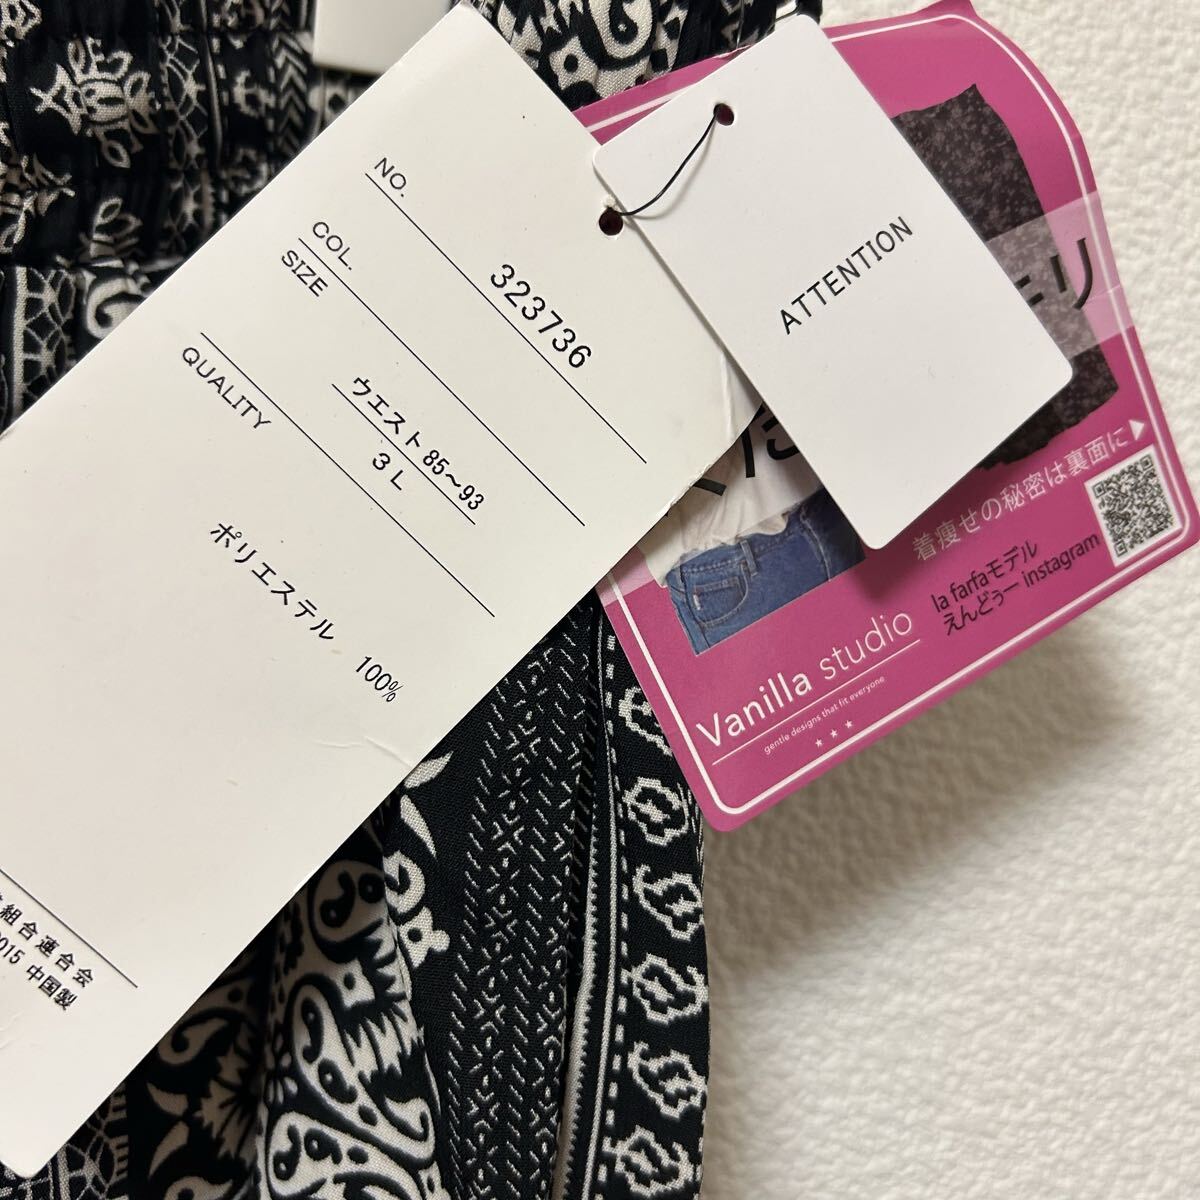 NO.
323736
COL.
SIZE
ウエスト 85〜93
3L
QUALITY
ポリエステル 100%
組合連合会
015 中国製
ATTENTION
リ
着痩せの秘密は裏面に▶
la farfaモデル
えんどぅー instagram
Vanilla studio
gentle designs that fit everyone
★ ★ ★